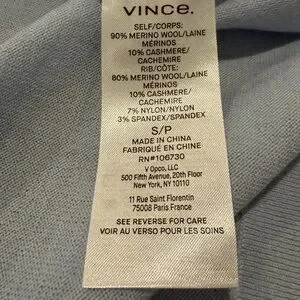 VINCE.
SELF/CORPS:
90% MERINO WOOL/LAINE
MÉRINOS
10% CASHMERE/
CACHEMIRE
RIB/CÔTE:
80% MERINO WOOL/LAINE
MÉRINOS
10% CASHMERE/
CACHEMIRE
7% NYLON/NYLON
3% SPANDEX/SPANDEX
S/P
MADE IN CHINA
FABRIQUÉ EN CHINE
RN#106730
V Opco, LLC
500 Fifth Avenue, 20th Floor
New York, NY 10110
11 Rue Saint Florentin
75008 Paris France
SEE REVERSE FOR CARE
VOIR AU VERSO POUR LES SOINS